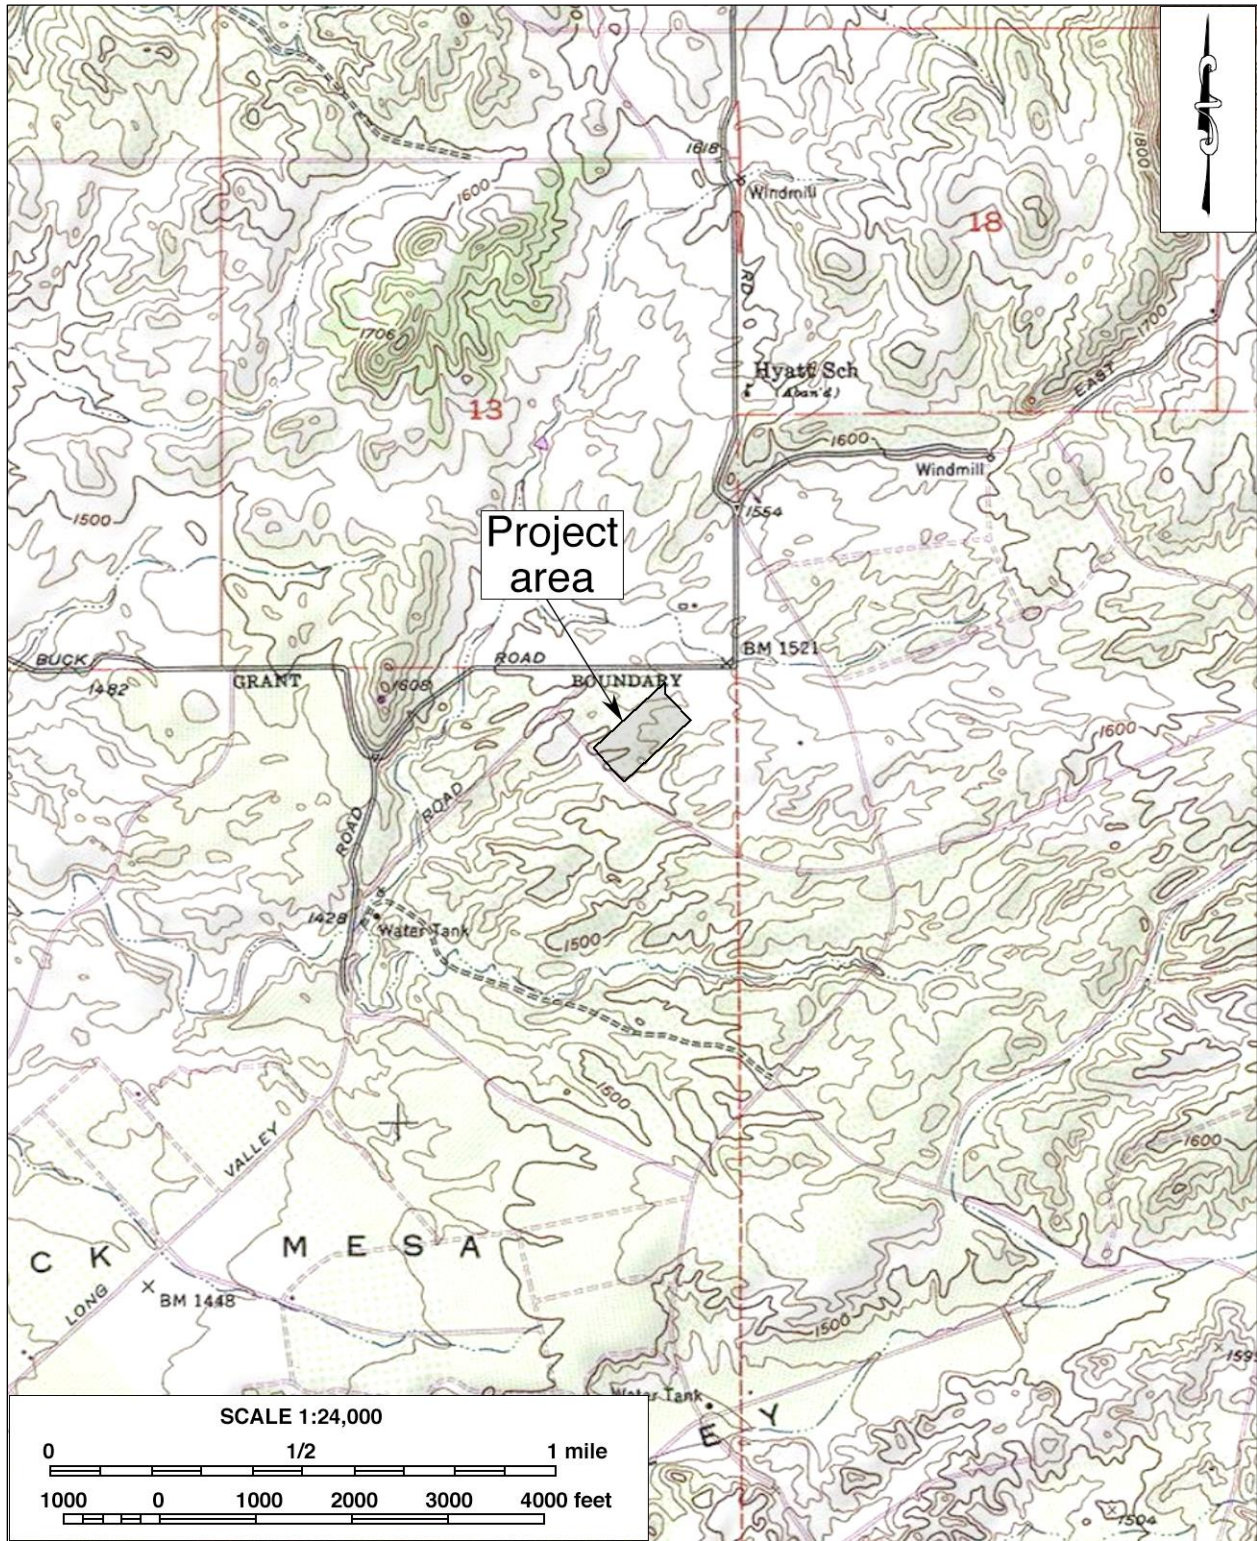 1618
1800
Windmill
1600
18
RD
1706
1700
Hyatt Sch
(Aban'd)
EAST
13
1600
Windmill
1500
1554
Project
area
BM 1521
BUCK
ROAD
1482
GRANT
1608
BOUNDARY
1600
ROAD
ROAD
1428
Water Tank
1500
1500
VALLEY
1600
C K
M E S A
LONG
BM 1448
1500
Water Tank
E Y
SCALE 1:24,000
0 1/2 1 mile
1000 0 1000 2000 3000 4000 feet
1504